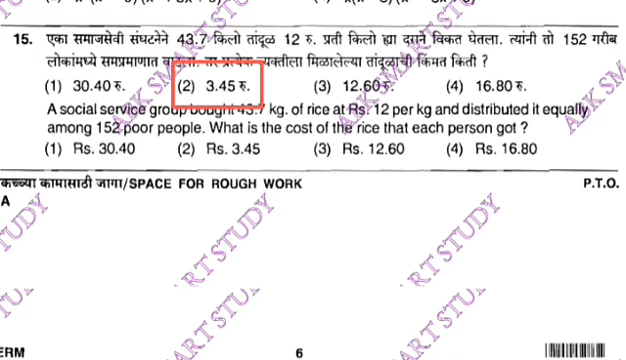 15. एका समाजसेवी संघटनेने 43.7 किलो तांदूळ 12 रु. प्रती किलो ह्या दराने विकत घेतला. त्यांनी तो 152 गरीब
लोकांमध्ये समप्रमाणात वाटला. तर प्रत्येक व्यक्तीला मिळालेल्या तांदूळाची किंमत किती ?
(1) 30.40 रु. (2) 3.45 रु. (3) 12.60 रु. (4) 16.80 रु.
A social service group bought 43.7 kg. of rice at Rs. 12 per kg and distributed it equally
among 152 poor people. What is the cost of the rice that each person got ?
(1) Rs. 30.40 (2) Rs. 3.45 (3) Rs. 12.60 (4) Rs. 16.80
कच्च्या कामासाठी जागा/SPACE FOR ROUGH WORK P.T.O.
A
ERM 6